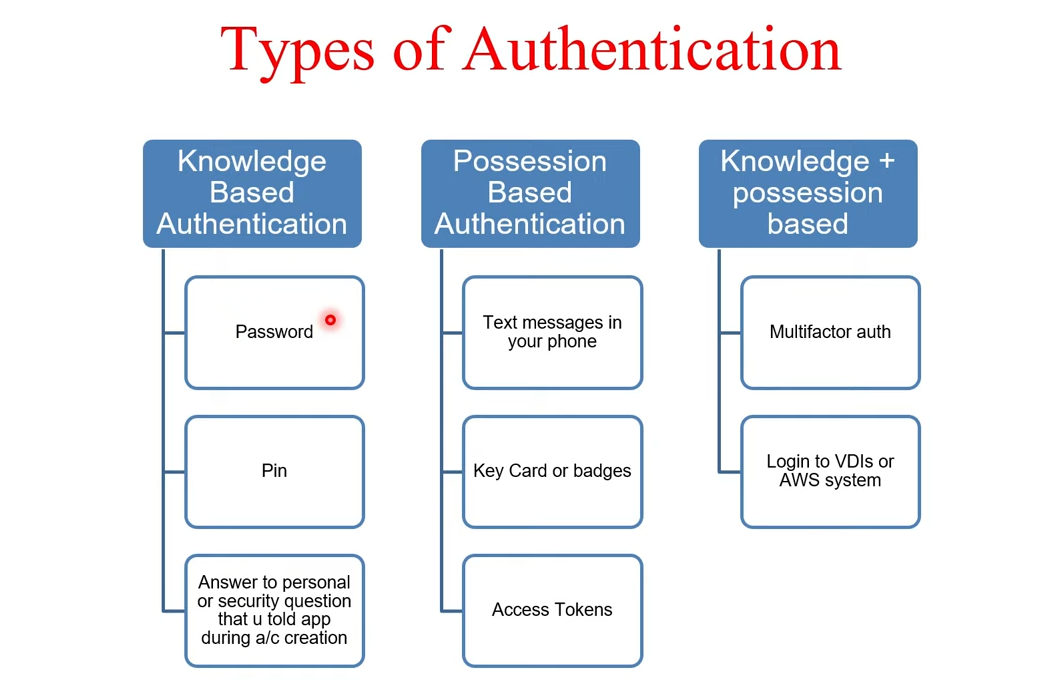 Types of Authentication
Knowledge
Based
Authentication
Password
Pin
Answer to personal
or security question
that u told app
during a/c creation
Possession
Based
Authentication
Text messages in
your phone
Key Card or badges
Access Tokens
Knowledge +
possession
based
Multifactor auth
Login to VDIs or
AWS system